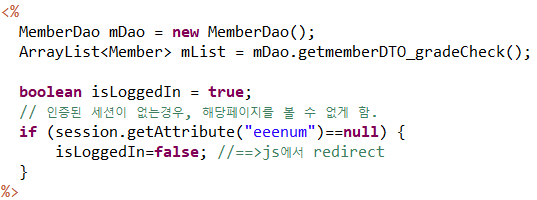 <%
MemberDao mDao = new MemberDao();
ArrayList<Member> mList = mDao.getmemberDTO_gradeCheck();
boolean isLoggedIn = true;
// 인증된 세션이 없는경우, 해당페이지를 볼 수 없게 함.
if (session.getAttribute("eeenum")==null) {
isLoggedIn=false; //==>js에서 redirect
}
%>